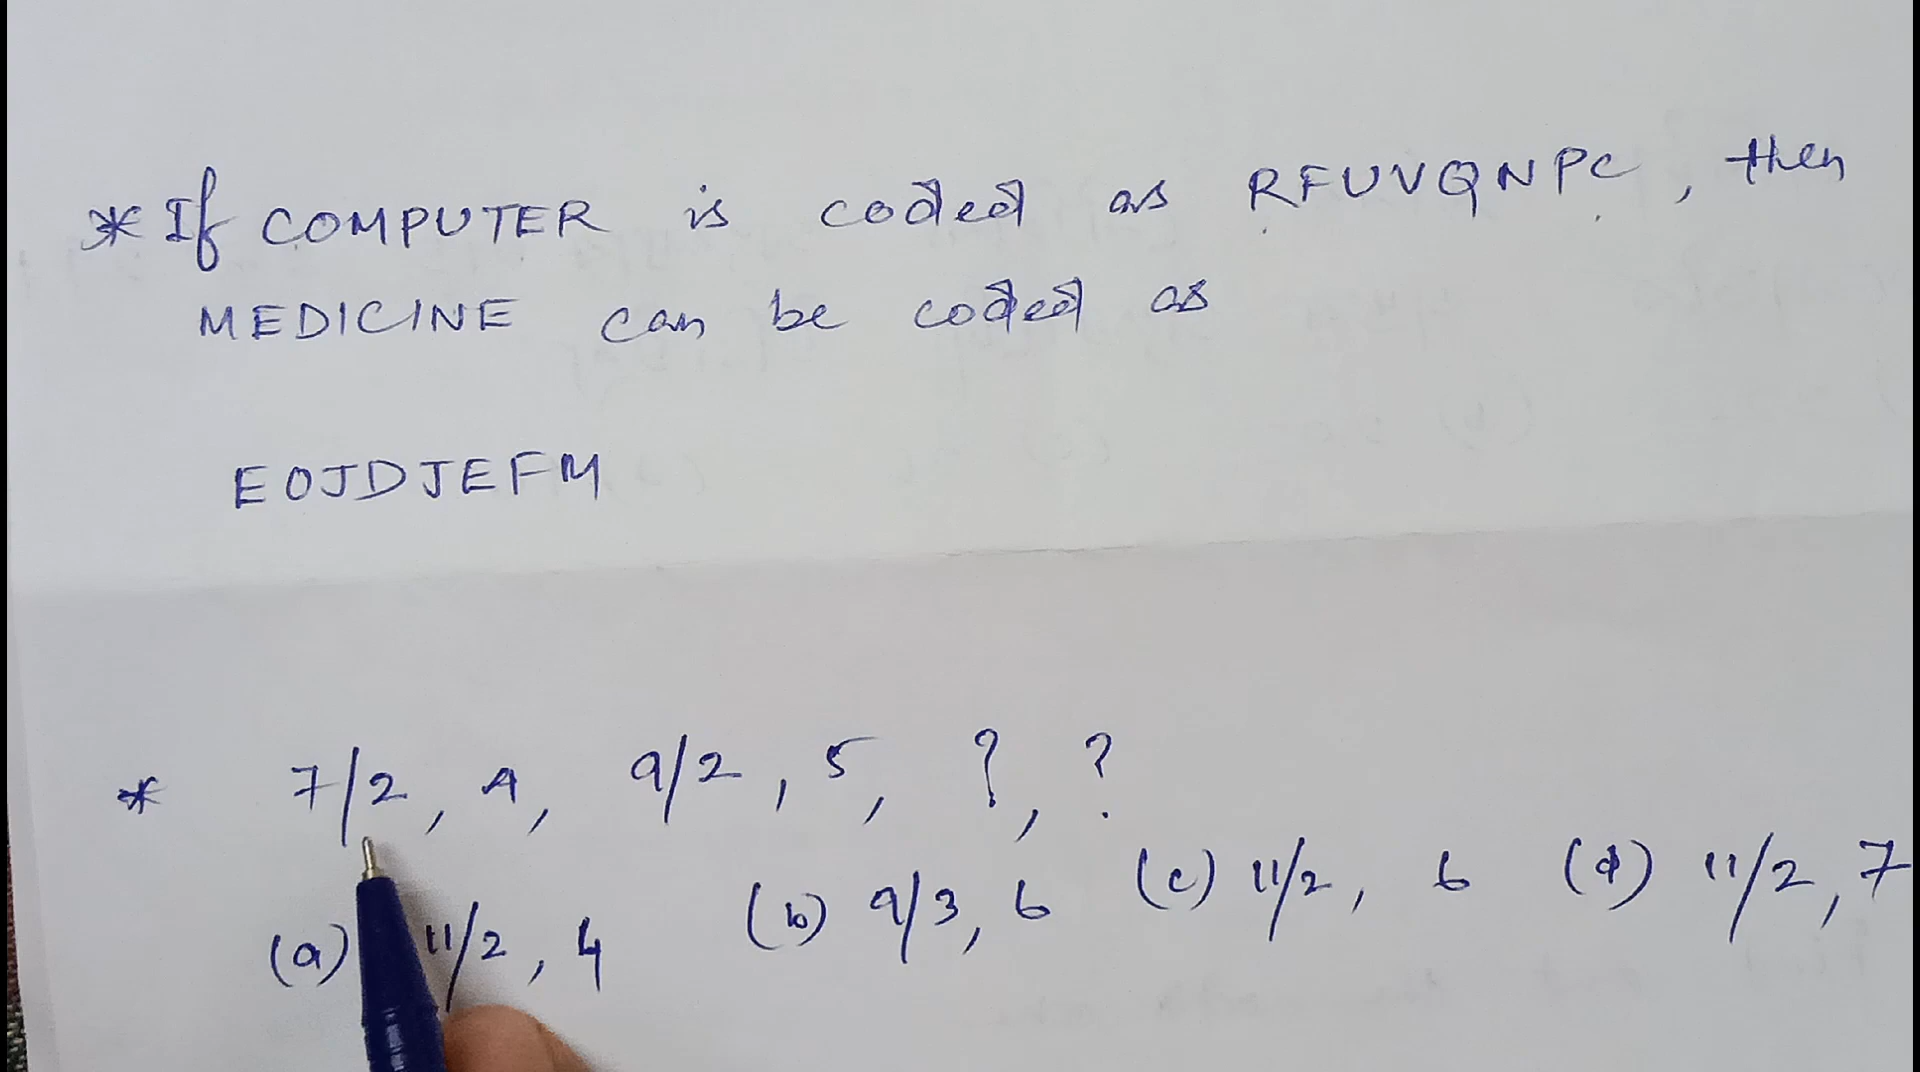 * If COMPUTER is coded as RFUVQNPC, then
MEDICINE can be coded as
EOJDJEFM
* 7/2, 4, 9/2, 5, ?, ?
(a) 11/2, 4 (b) 9/3, 6 (c) 11/2, 6 (d) 11/2, 7